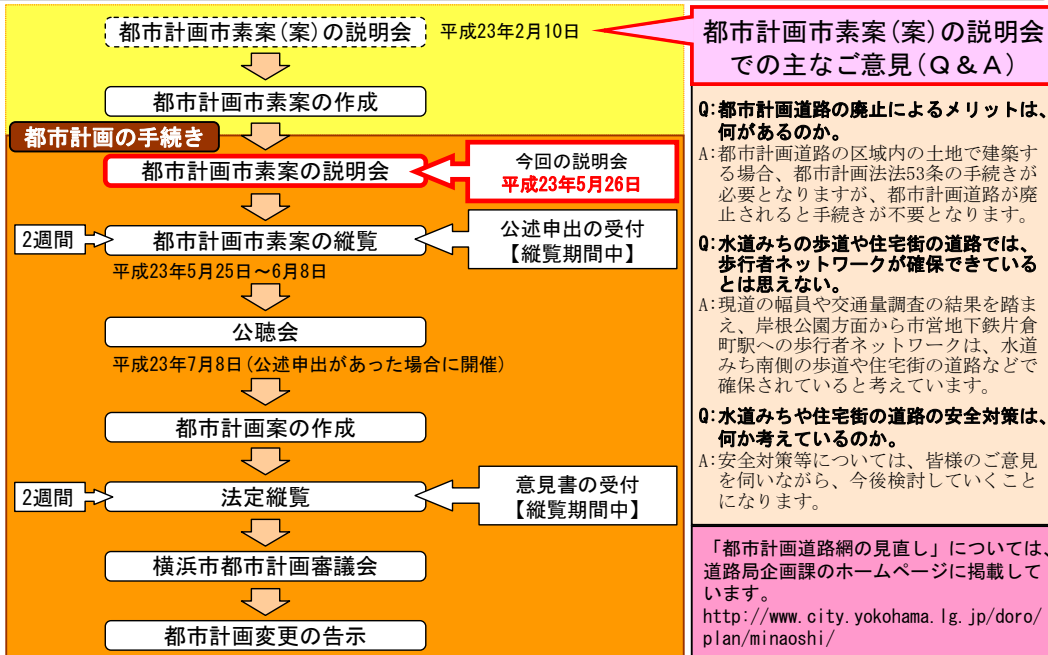 都市計画市素案(案)の説明会 平成23年2月10日
都市計画市素案の作成
都市計画の手続き
都市計画市素案の説明会
今回の説明会
平成23年5月26日
2週間
都市計画市素案の縦覧
公述申出の受付
【縦覧期間中】
平成23年5月25日～6月8日
公聴会
平成23年7月8日(公述申出があった場合に開催)
都市計画案の作成
2週間
法定縦覧
意見書の受付
【縦覧期間中】
横浜市都市計画審議会
都市計画変更の告示
都市計画市素案(案)の説明会
での主なご意見(Q＆A)
Q:都市計画道路の廃止によるメリットは、
何があるのか。
A:都市計画道路の区域内の土地で建築す
る場合、都市計画法法53条の手続きが
必要となりますが、都市計画道路が廃
止されると手続きが不要となります。
Q:水道みちの歩道や住宅街の道路では、
歩行者ネットワークが確保できている
とは思えない。
A:現道の幅員や交通量調査の結果を踏ま
え、岸根公園方面から市営地下鉄片倉
町駅への歩行者ネットワークは、水道
みち南側の歩道や住宅街の道路などで
確保されていると考えています。
Q:水道みちや住宅街の道路の安全対策は、
何か考えているのか。
A:安全対策等については、皆様のご意見
を伺いながら、今後検討していくこと
になります。
「都市計画道路網の見直し」については、
道路局企画課のホームページに掲載して
います。
http://www.city.yokohama.lg.jp/doro/
plan/minaoshi/